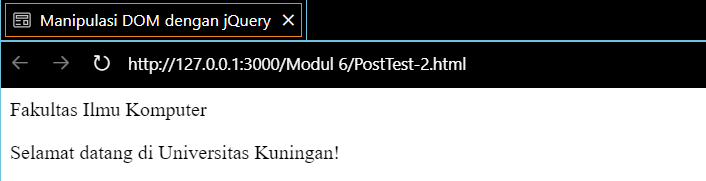 Manipulasi DOM dengan jQuery
http://127.0.0.1:3000/Modul 6/PostTest-2.html
Fakultas Ilmu Komputer
Selamat datang di Universitas Kuningan!